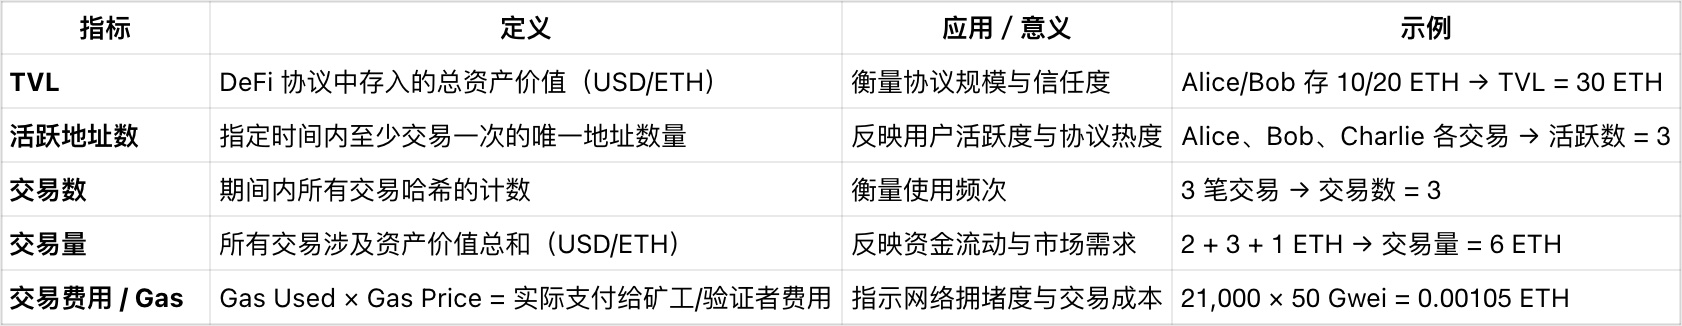 指标 定义 应用 / 意义 示例
TVL DeFi 协议中存入的总资产价值（USD/ETH） 衡量协议规模与信任度 Alice/Bob 存 10/20 ETH → TVL = 30 ETH
活跃地址数 指定时间内至少交易一次的唯一地址数量 反映用户活跃度与协议热度 Alice、Bob、Charlie 各交易 → 活跃数 = 3
交易数 期间内所有交易哈希的计数 衡量使用频次 3 笔交易 → 交易数 = 3
交易量 所有交易涉及资产价值总和（USD/ETH） 反映资金流动与市场需求 2 + 3 + 1 ETH → 交易量 = 6 ETH
交易费用 / Gas Gas Used × Gas Price = 实际支付给矿工/验证者费用 指示网络拥堵度与交易成本 21,000 × 50 Gwei = 0.00105 ETH